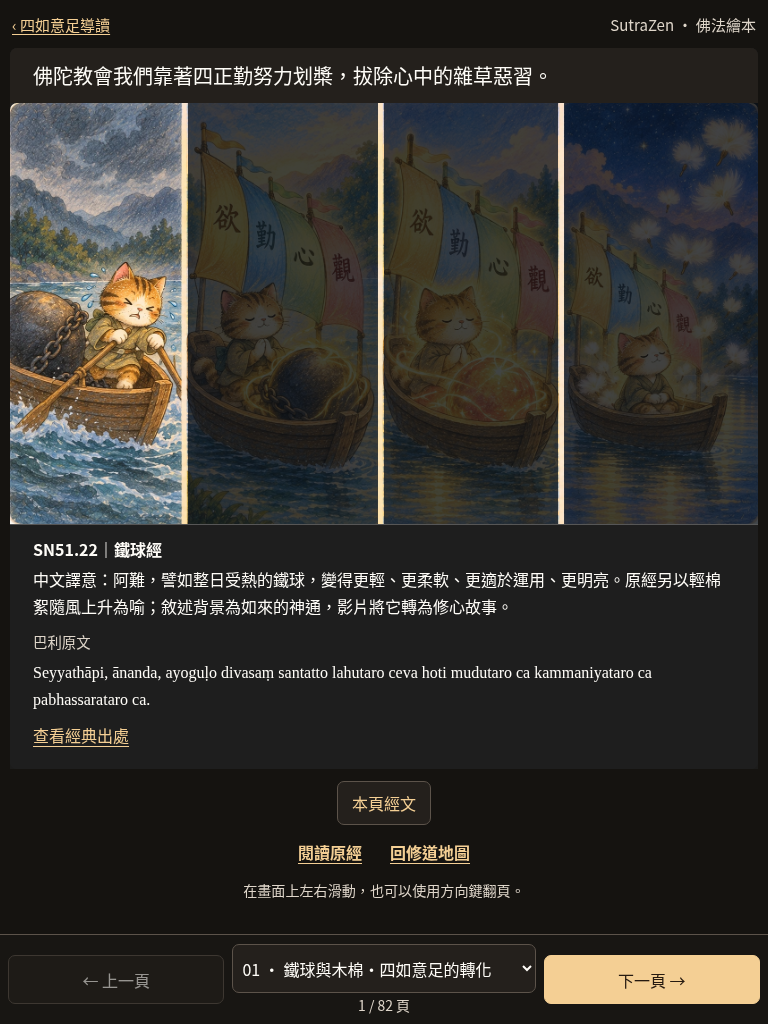 ‹ 四如意足導讀
SutraZen · 佛法繪本
佛陀教會我們靠著四正勤努力划槳，拔除心中的雜草惡習。
欲
勤
心
觀
欲
勤
心
觀
欲
勤
心
觀
SN51.22｜鐵球經
中文譯意：阿難，譬如整日受熱的鐵球，變得更輕、更柔軟、更適於運用、更明亮。原經另以輕棉
絮隨風上升為喻；敘述背景為如來的神通，影片將它轉為修心故事。
巴利原文
Seyyathāpi, ānanda, ayoguḷo divasaṃ santatto lahutaro ceva hoti mudutaro ca kammaniyataro ca
pabhassarataro ca.
查看經典出處
本頁經文
閱讀原經 回修道地圖
在畫面上左右滑動，也可以使用方向鍵翻頁。
← 上一頁
01 · 鐵球與木棉・四如意足的轉化
下一頁 →
1 / 82 頁